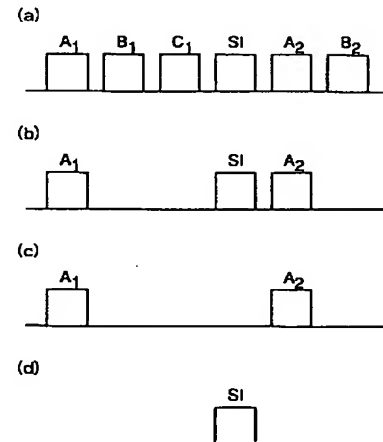 (a)
A₁ B₁ C₁ SI A₂ B₂
(b)
A₁ SI A₂
(c)
A₁ A₂
(d)
SI